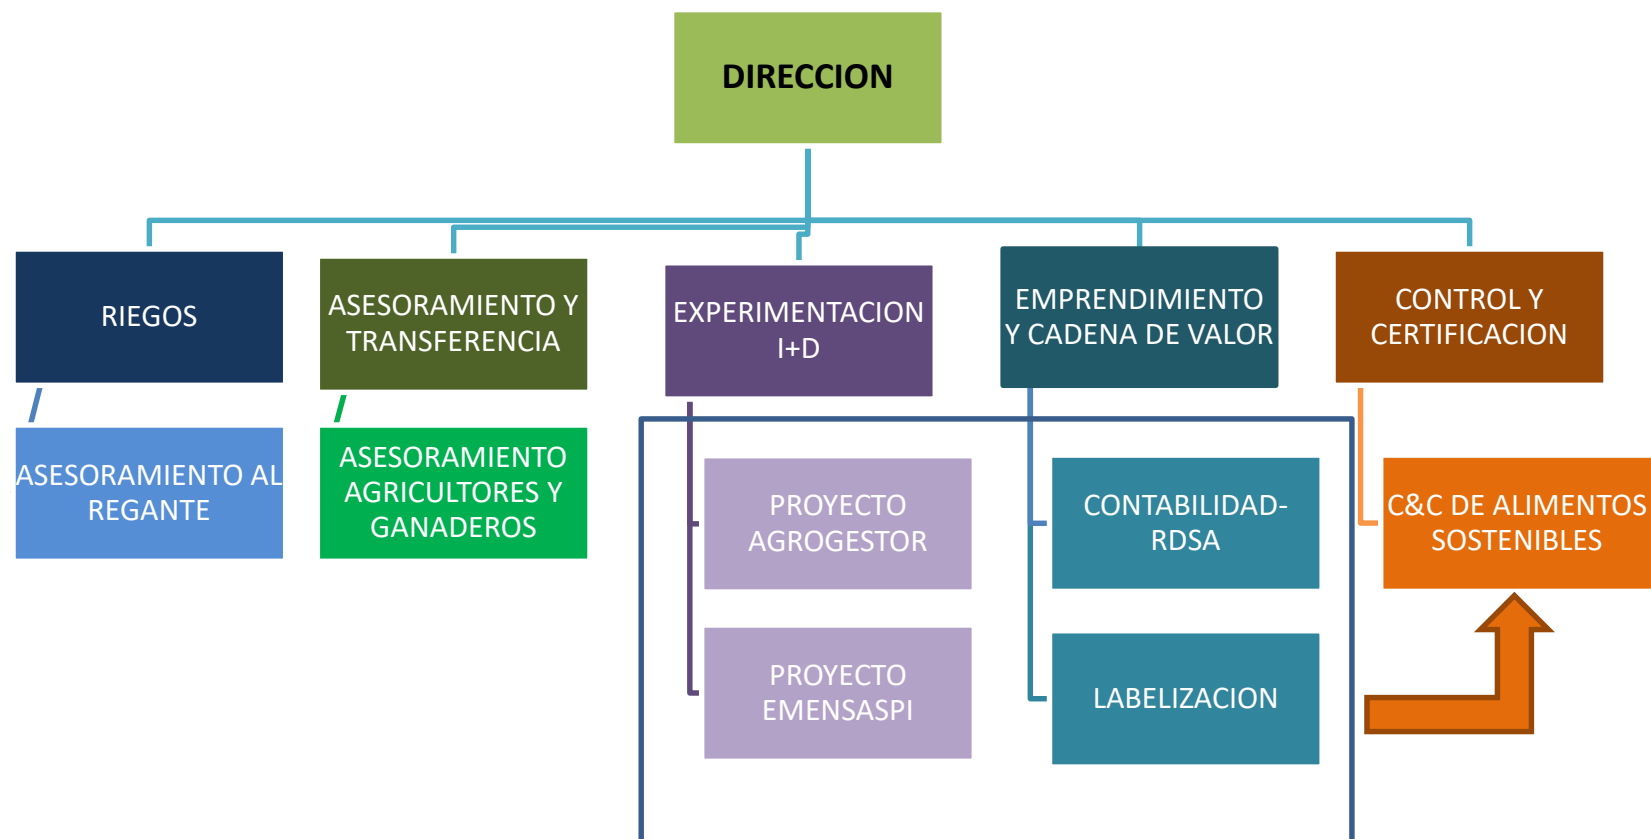 DIRECCION
RIEGOS
ASESORAMIENTO Y
TRANSFERENCIA
EXPERIMENTACION
I+D
EMPRENDIMIENTO
Y CADENA DE VALOR
CONTROL Y
CERTIFICACION
ASESORAMIENTO AL
REGANTE
ASESORAMIENTO
AGRICULTORES Y
GANADEROS
PROYECTO
AGROGESTOR
CONTABILIDAD-
RDSA
C&C DE ALIMENTOS
SOSTENIBLES
PROYECTO
EMENSASPI
LABELIZACION